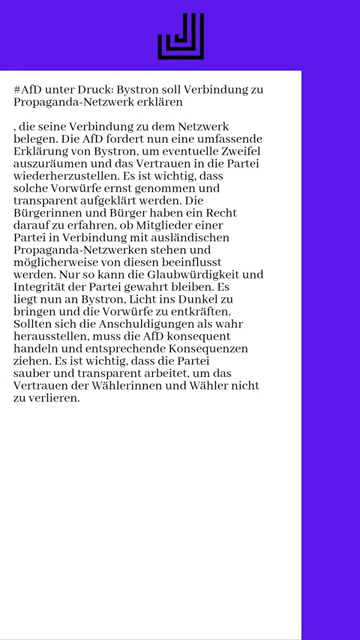 #AfD unter Druck: Bystron soll Verbindung zu
Propaganda-Netzwerk erklären
, die seine Verbindung zu dem Netzwerk
belegen. Die AfD fordert nun eine umfassende
Erklärung von Bystron, um eventuelle Zweifel
auszuräumen und das Vertrauen in die Partei
wiederherzustellen. Es ist wichtig, dass
solche Vorwürfe ernst genommen und
transparent aufgeklärt werden. Die
Bürgerinnen und Bürger haben ein Recht
darauf zu erfahren, ob Mitglieder einer
Partei in Verbindung mit ausländischen
Propaganda-Netzwerken stehen und
möglicherweise von diesen beeinflusst
werden. Nur so kann die Glaubwürdigkeit und
Integrität der Partei gewahrt bleiben. Es
liegt nun an Bystron, Licht ins Dunkel zu
bringen und die Vorwürfe zu entkräften.
Sollten sich die Anschuldigungen als wahr
herausstellen, muss die AfD konsequent
handeln und entsprechende Konsequenzen
ziehen. Es ist wichtig, dass die Partei
sauber und transparent arbeitet, um das
Vertrauen der Wählerinnen und Wähler nicht
zu verlieren.